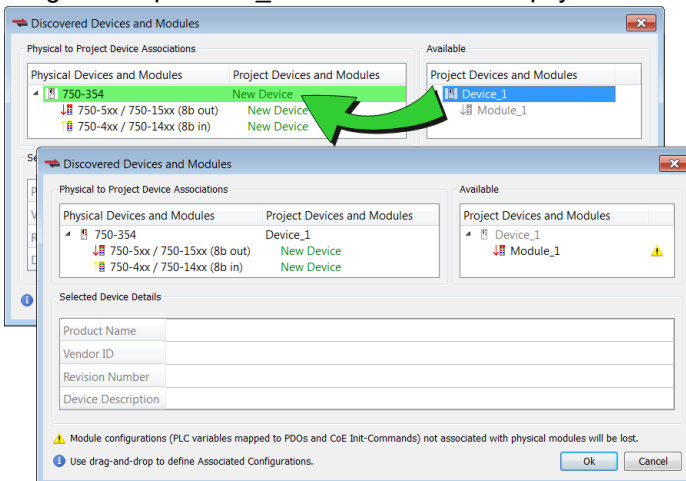 Discovered Devices and Modules
Physical to Project Device Associations
Available
Physical Devices and Modules Project Devices and Modules
Project Devices and Modules
750-354 New Device
Device_1
750-5xx / 750-15xx (8b out) New Device
Module_1
750-4xx / 750-14xx (8b in) New Device
Discovered Devices and Modules
Physical to Project Device Associations
Available
Physical Devices and Modules Project Devices and Modules
Project Devices and Modules
750-354 Device_1
Device_1
750-5xx / 750-15xx (8b out) New Device
Module_1
750-4xx / 750-14xx (8b in) New Device
Selected Device Details
Product Name
Vendor ID
Revision Number
Device Description
Module configurations (PLC variables mapped to PDOs and CoE Init-Commands) not associated with physical modules will be lost.
Use drag-and-drop to define Associated Configurations.
Ok Cancel